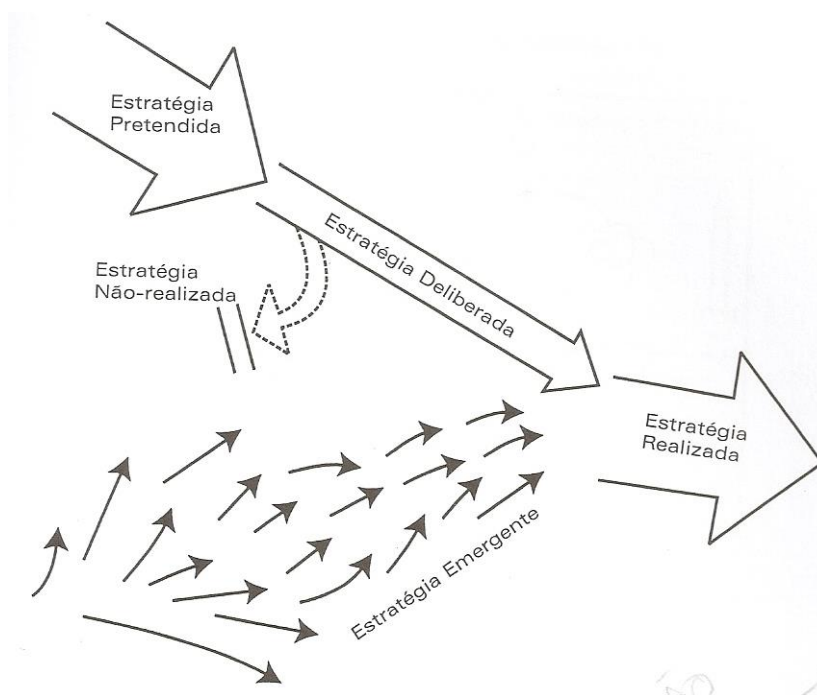 Estratégia
Pretendida
Estratégia Deliberada
Estratégia
Não-realizada
Estratégia
Realizada
Estratégia Emergente